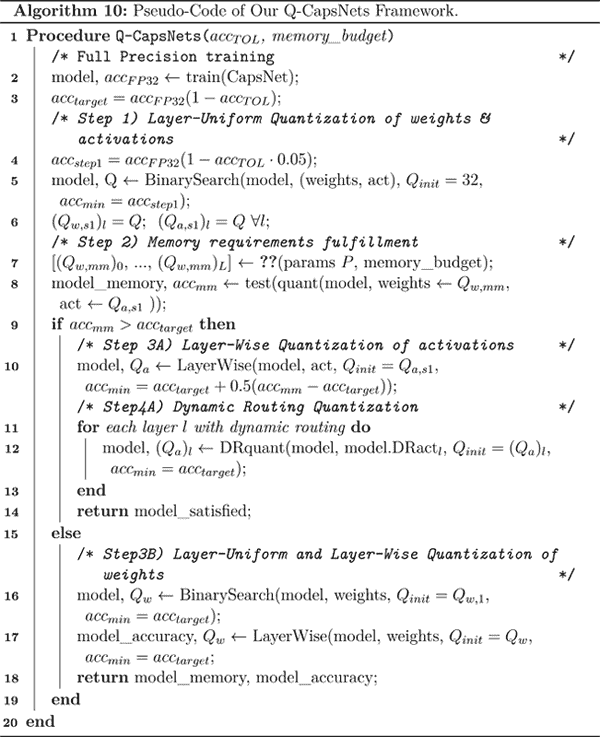 Algorithm 10: Pseudo-Code of Our Q-CapsNets Framework.
1 Procedure Q-CapsNets(acc_TOL, memory_budget)
/* Full Precision training */
2 model, acc_FP32 ← train(CapsNet);
3 acc_target = acc_FP32(1 − acc_TOL);
/* Step 1) Layer-Uniform Quantization of weights &
activations */
4 acc_step1 = acc_FP32(1 − acc_TOL · 0.05);
5 model, Q ← BinarySearch(model, (weights, act), Q_init = 32,
acc_min = acc_step1);
6 (Q_w,s1)_l = Q; (Q_a,s1)_l = Q ∀l;
/* Step 2) Memory requirements fulfillment */
7 [(Q_w,mm)_0, ..., (Q_w,mm)_L] ← ??(params P, memory_budget);
8 model_memory, acc_mm ← test(quant(model, weights ← Q_w,mm,
act ← Q_a,s1 ));
9 if acc_mm > acc_target then
/* Step 3A) Layer-Wise Quantization of activations */
10 model, Q_a ← LayerWise(model, act, Q_init = Q_a,s1,
acc_min = acc_target + 0.5(acc_mm − acc_target));
/* Step4A) Dynamic Routing Quantization */
11 for each layer l with dynamic routing do
12 model, (Q_a)_l ← DRquant(model, model.DRact_l, Q_init = (Q_a)_l,
acc_min = acc_target);
13 end
14 return model_satisfied;
15 else
/* Step3B) Layer-Uniform and Layer-Wise Quantization of
weights */
16 model, Q_w ← BinarySearch(model, weights, Q_init = Q_w,1,
acc_min = acc_target);
17 model_accuracy, Q_w ← LayerWise(model, weights, Q_init = Q_w,
acc_min = acc_target;
18 return model_memory, model_accuracy;
19 end
20 end